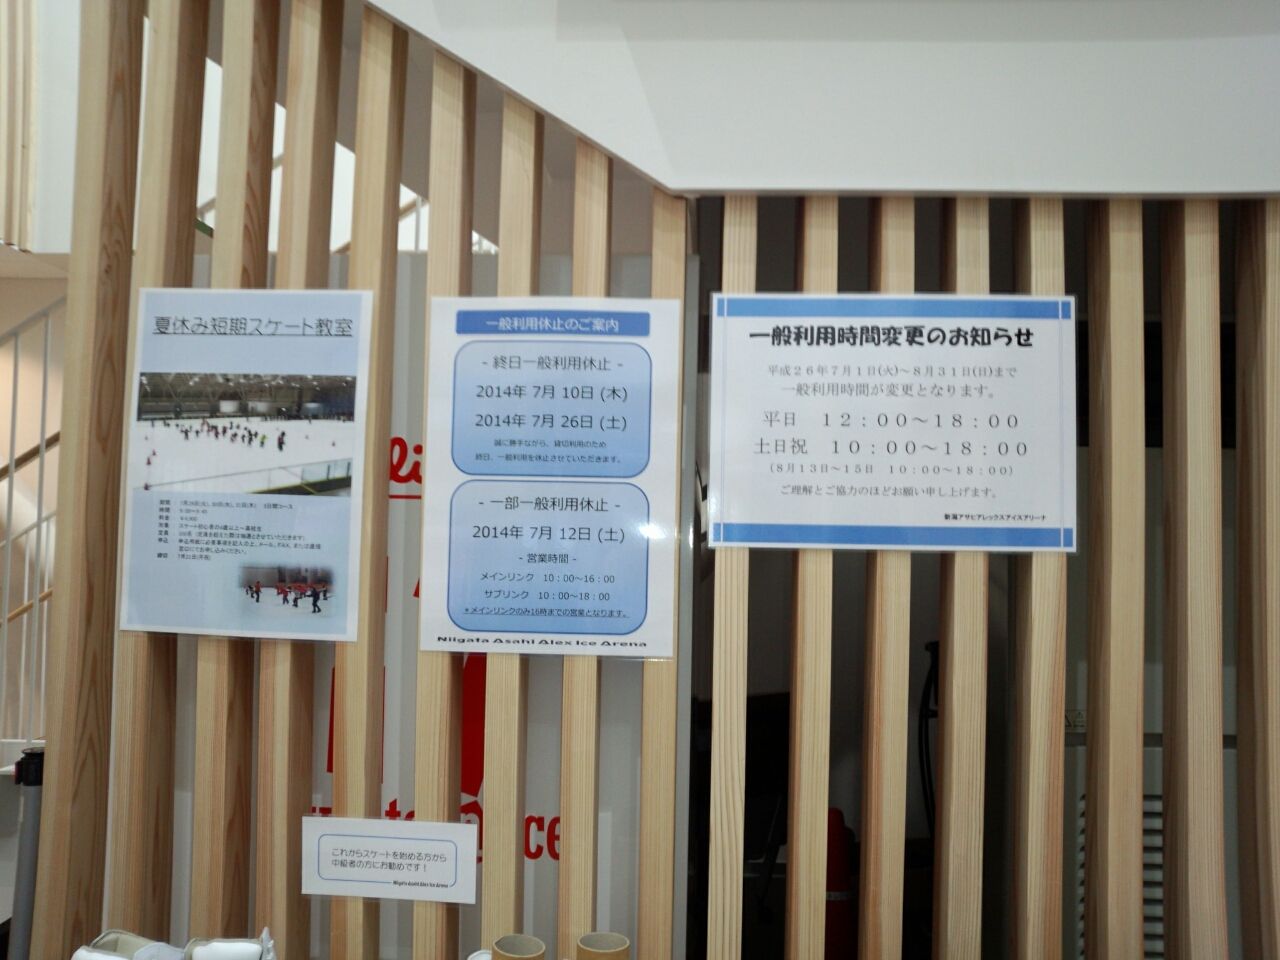 夏休み短期スケート教室
一般利用休止のご案内
- 終日一般利用休止 -
2014年 7月 10日 (木)
2014年 7月 26日 (土)
誠に勝手ながら、貸切利用のため
終日、一般利用を休止させていただきます。
- 一部一般利用休止 -
2014年 7月 12日 (土)
- 営業時間 -
メインリンク 10：00～16：00
サブリンク 10：00～18：00
＊メインリンクのみ16時までの営業となります。
Niigata Asahi Alex Ice Arena
一般利用時間変更のお知らせ
平成２６年７月１日(火)～８月３１日(日)まで
一般利用時間が変更となります。
平日 １２：００～１８：００
土日祝 １０：００～１８：００
（８月１３日～１５日 １０：００～１８：００）
ご理解とご協力のほどお願い申し上げます。
新潟アサヒアレックスアイスアリーナ
これからスケートを始める方から
中級者の方にお勧めです！
Niigata Asahi Alex Ice Arena